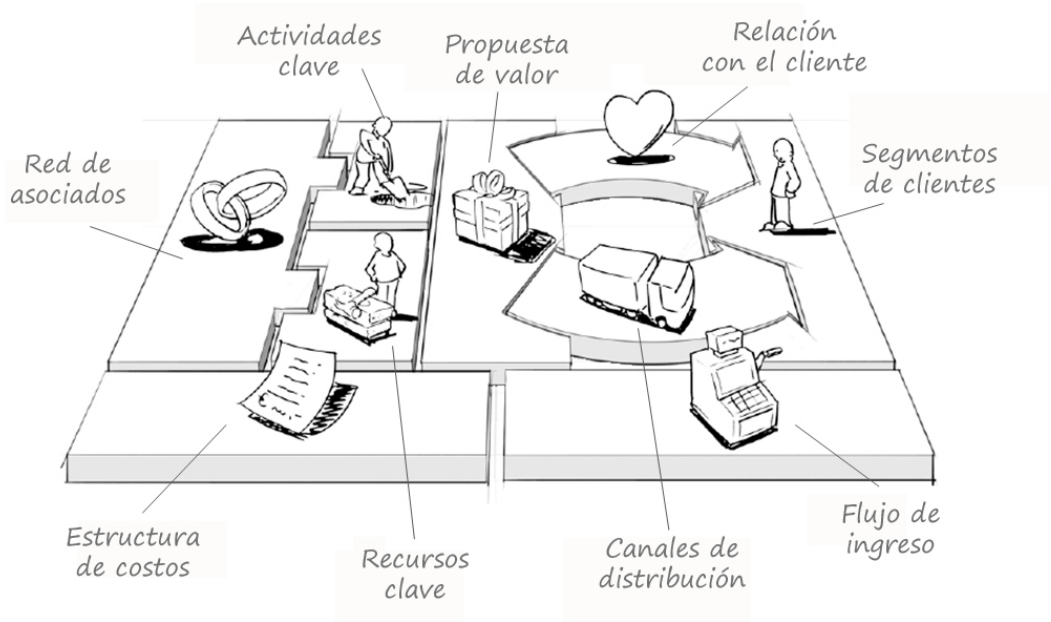 Actividades
clave
Propuesta
de valor
Relación
con el cliente
Red de
asociados
Segmentos
de clientes
Estructura
de costos
Recursos
clave
Canales de
distribución
Flujo de
ingreso